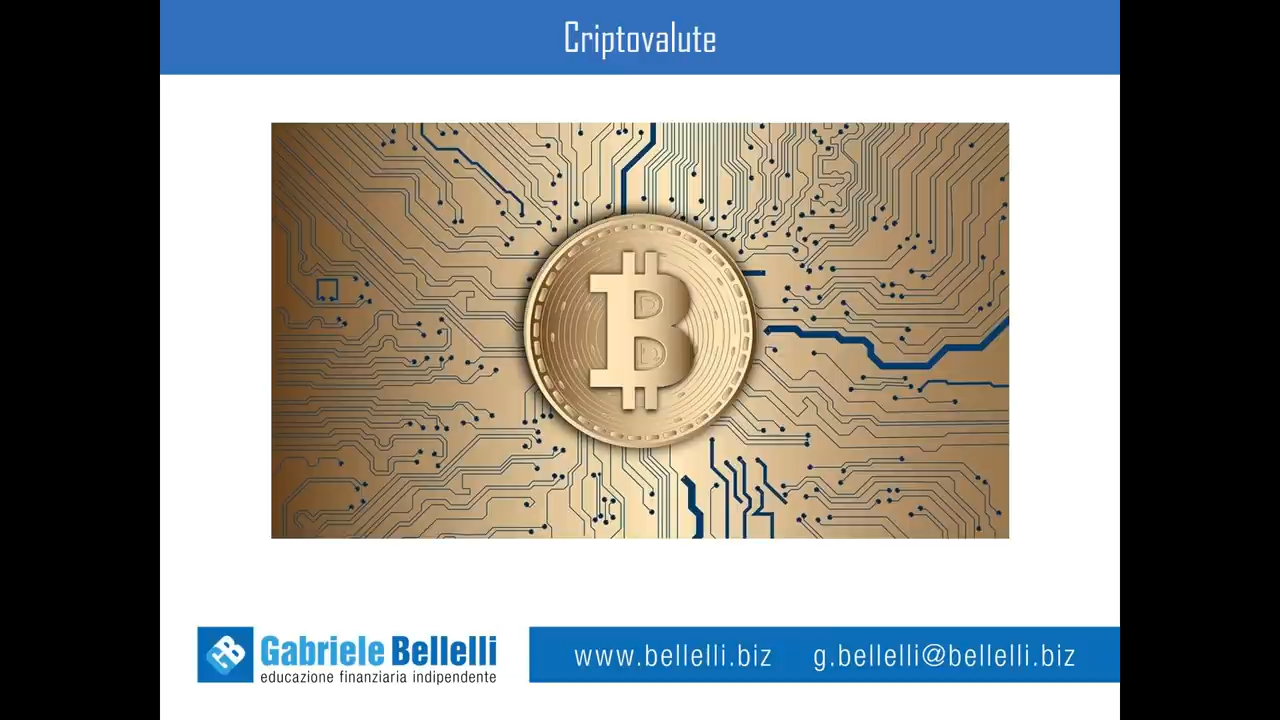 Criptovalute
Gabriele Bellelli
educazione finanziaria indipendente
www.bellelli.biz g.bellelli@bellelli.biz